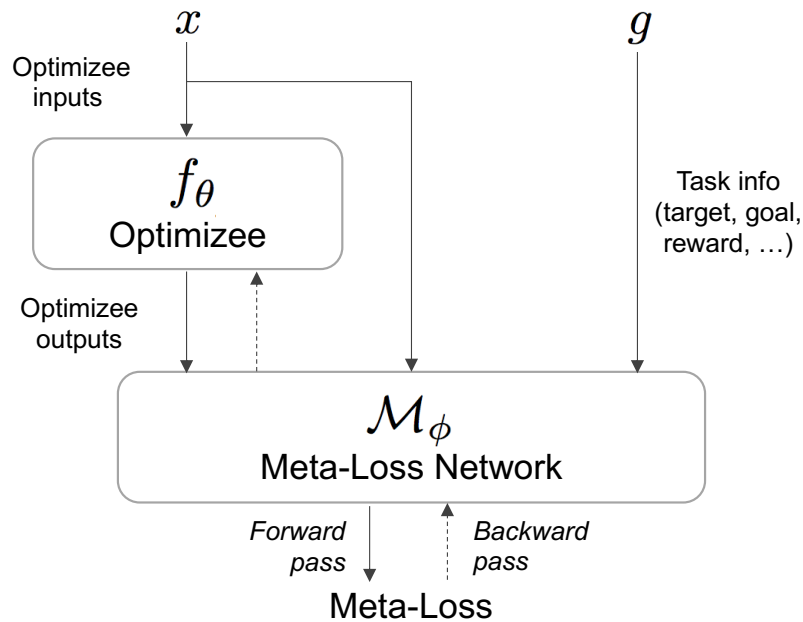 x
g
Optimizee
inputs
f_θ
Optimizee
Task info
(target, goal,
reward, …)
Optimizee
outputs
ℳ_ϕ
Meta-Loss Network
Forward
pass
Backward
pass
Meta-Loss